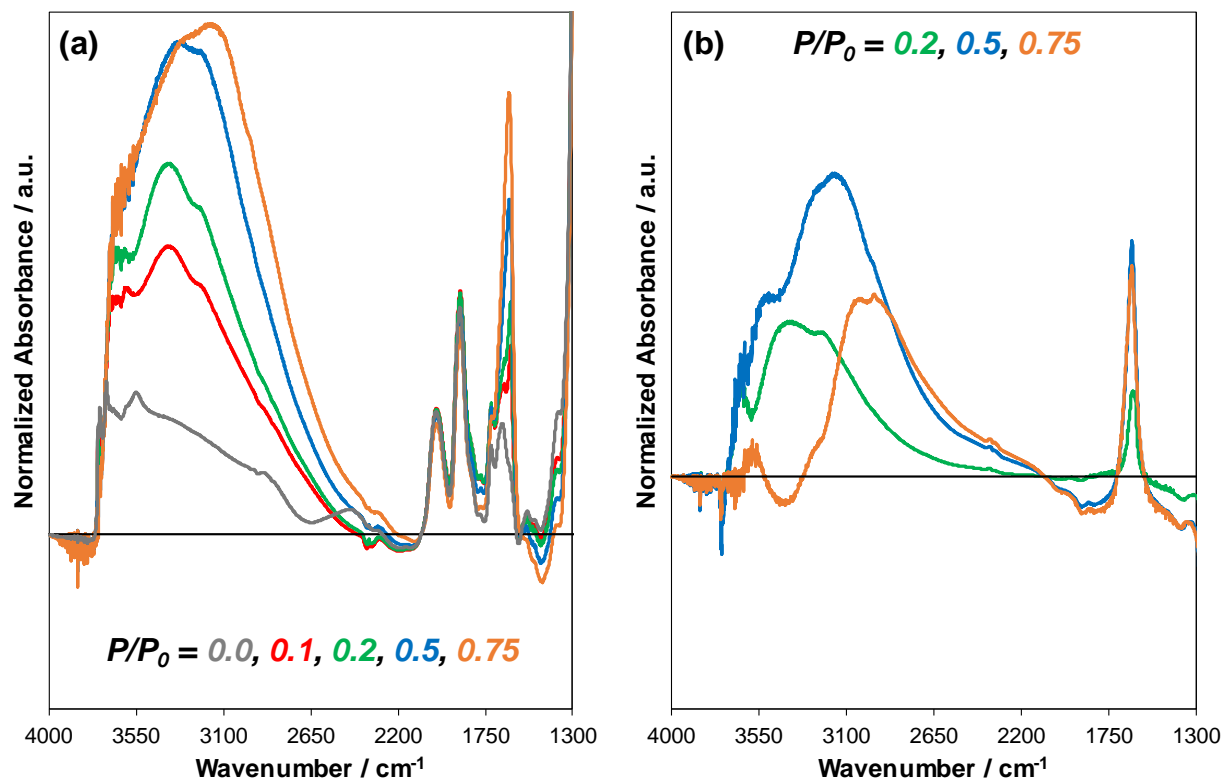 (a)
Normalized Absorbance / a.u.
P/P0 = 0.0, 0.1, 0.2, 0.5, 0.75
4000 3550 3100 2650 2200 1750 1300
Wavenumber / cm-1
(b)
P/P0 = 0.2, 0.5, 0.75
Normalized Absorbance / a.u.
4000 3550 3100 2650 2200 1750 1300
Wavenumber / cm-1